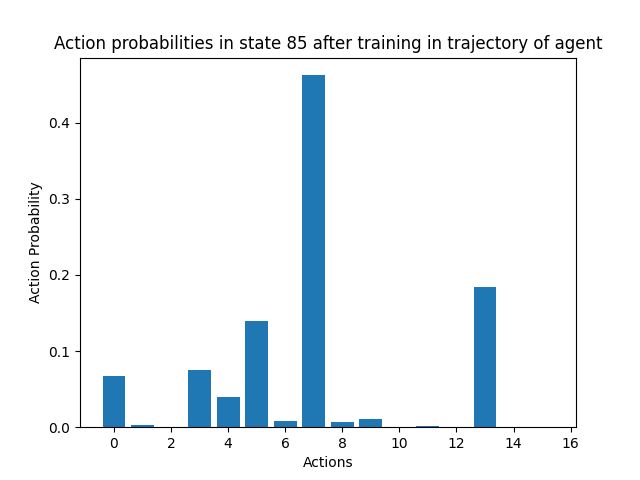 Action probabilities in state 85 after training in trajectory of agent
Action Probability
0.4
0.3
0.2
0.1
0.0
0 2 4 6 8 10 12 14 16
Actions